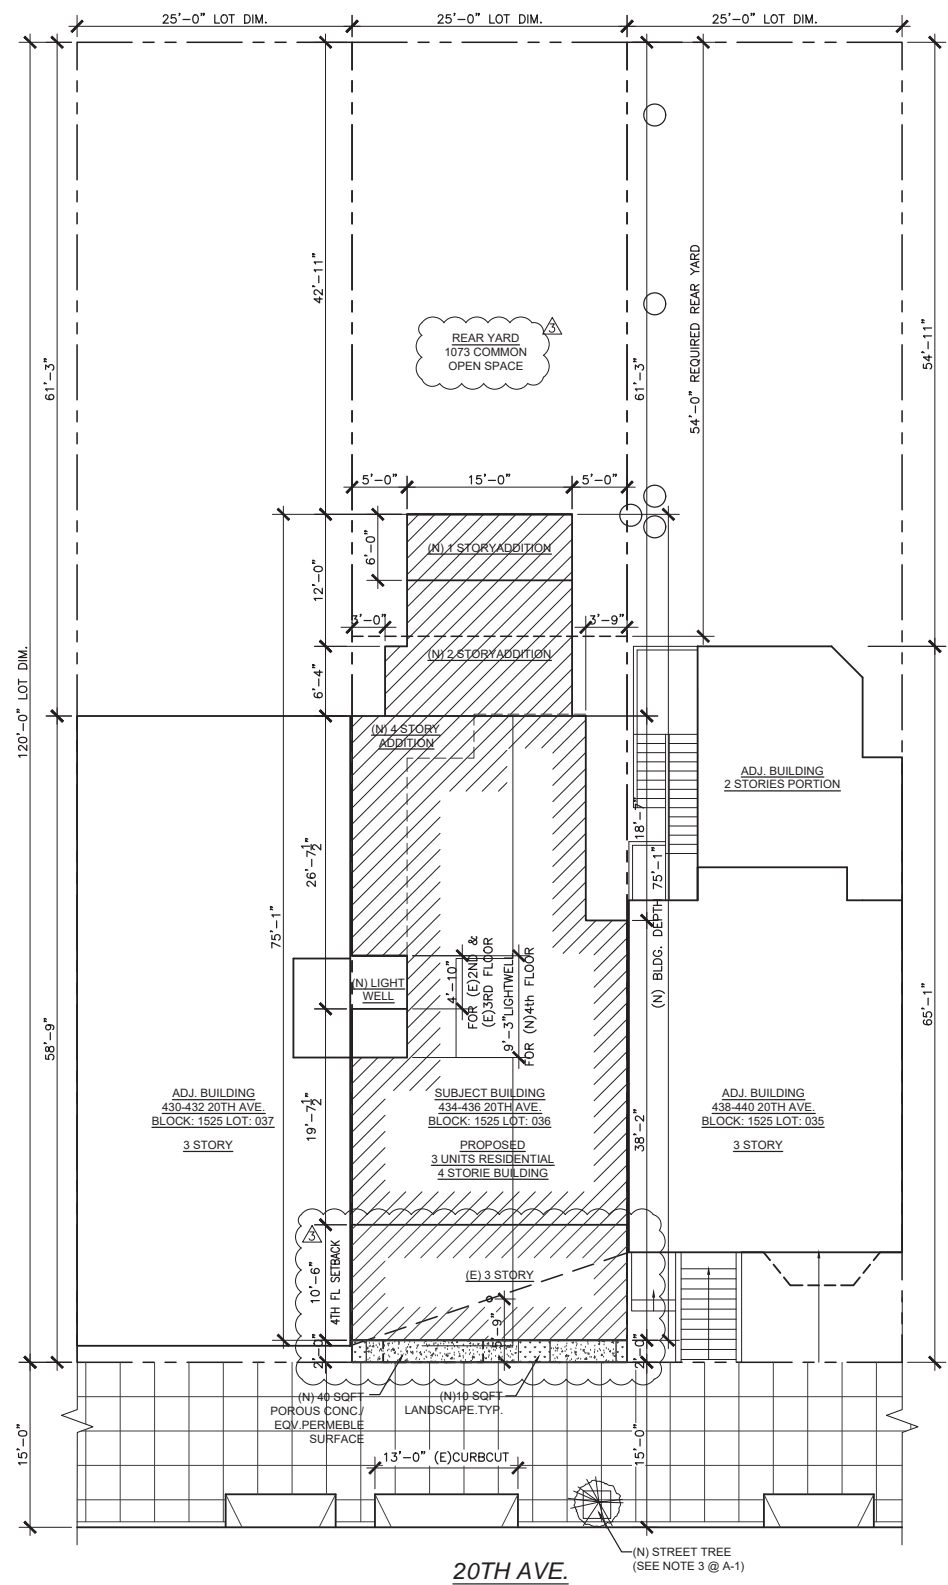 25'-0" LOT DIM.
25'-0" LOT DIM.
25'-0" LOT DIM.
42'-11"
61'-3"
61'-3"
54'-0" REQUIRED REAR YARD
54'-11"
3
REAR YARD
1073 COMMON
OPEN SPACE
5'-0"
15'-0"
5'-0"
6'-0"
12'-0"
(N) 1 STORYADDITION
3'-0"
3'-9"
(N) 2 STORYADDITION
6'-4"
120'-0" LOT DIM.
(N) 4 STORY
ADDITION
ADJ. BUILDING
2 STORIES PORTION
18'-7"
26'-7½"
75'-1"
(N) BLDG. DEPTH 75'-1"
(N) LIGHT
WELL
4'-10"
FOR (E)2ND &
(E)3RD FLOOR
9'-3"LIGHTWELL
FOR (N)4th FLOOR
58'-9"
65'-1"
ADJ. BUILDING
430-432 20TH AVE.
BLOCK: 1525 LOT: 037
3 STORY
19'-7½"
SUBJECT BUILDING
434-436 20TH AVE.
BLOCK: 1525 LOT: 036
PROPOSED
3 UNITS RESIDENTIAL
4 STORIE BUILDING
38'-2"
ADJ. BUILDING
438-440 20TH AVE.
BLOCK: 1525 LOT: 035
3 STORY
3
10'-6"
4TH FL SETBACK
(E) 3 STORY
2'-0"
2'-0"
(N) 40 SQFT
POROUS CONC./
EQV.PERMEBLE
SURFACE
(N)10 SQFT
LANDSCAPE.TYP.
15'-0"
15'-0"
13'-0" (E)CURBCUT
(N) STREET TREE
(SEE NOTE 3 @ A-1)
20TH AVE.